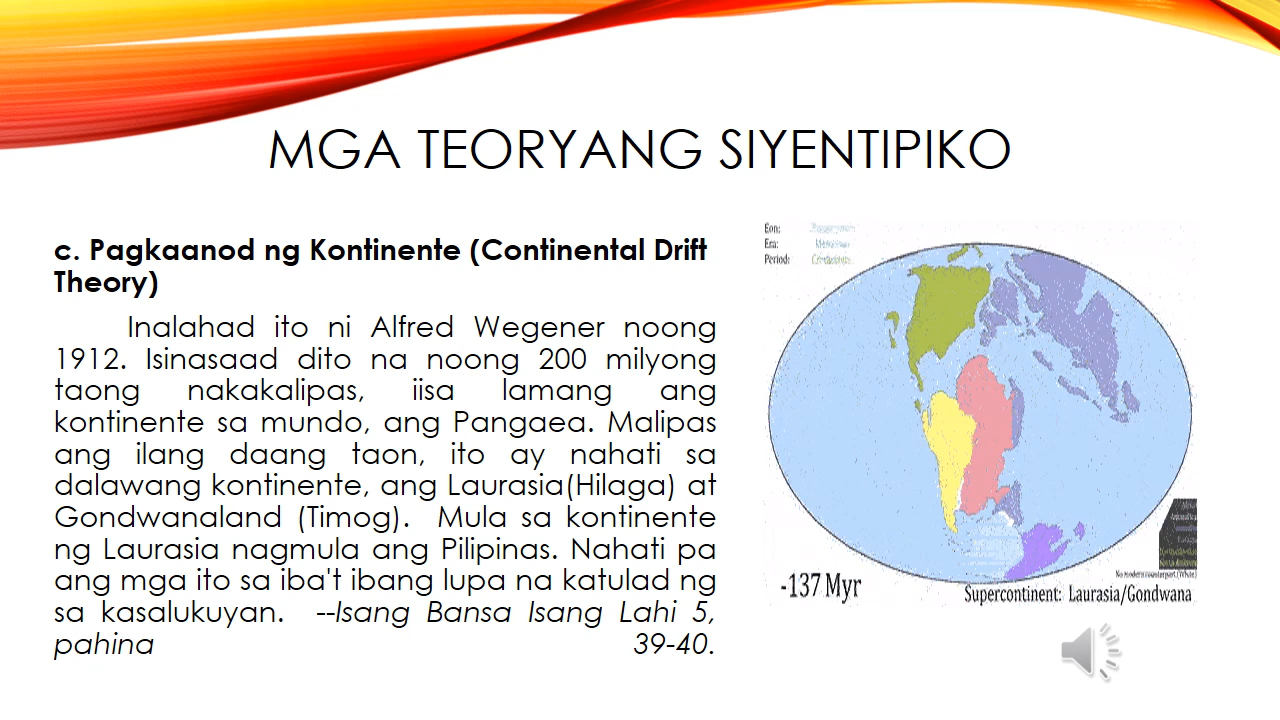 MGA TEORYANG SIYENTIPIKO
c. Pagkaanod ng Kontinente (Continental Drift
Theory)
Inalahad ito ni Alfred Wegener noong
1912. Isinasaad dito na noong 200 milyong
taong nakakalipas, iisa lamang ang
kontinente sa mundo, ang Pangaea. Malipas
ang ilang daang taon, ito ay nahati sa
dalawang kontinente, ang Laurasia(Hilaga) at
Gondwanaland (Timog). Mula sa kontinente
ng Laurasia nagmula ang Pilipinas. Nahati pa
ang mga ito sa iba't ibang lupa na katulad ng
sa kasalukuyan. --Isang Bansa Isang Lahi 5,
pahina 39-40.
Eon:
Era:
Period:
-137 Myr
Supercontinent: Laurasia/Gondwana